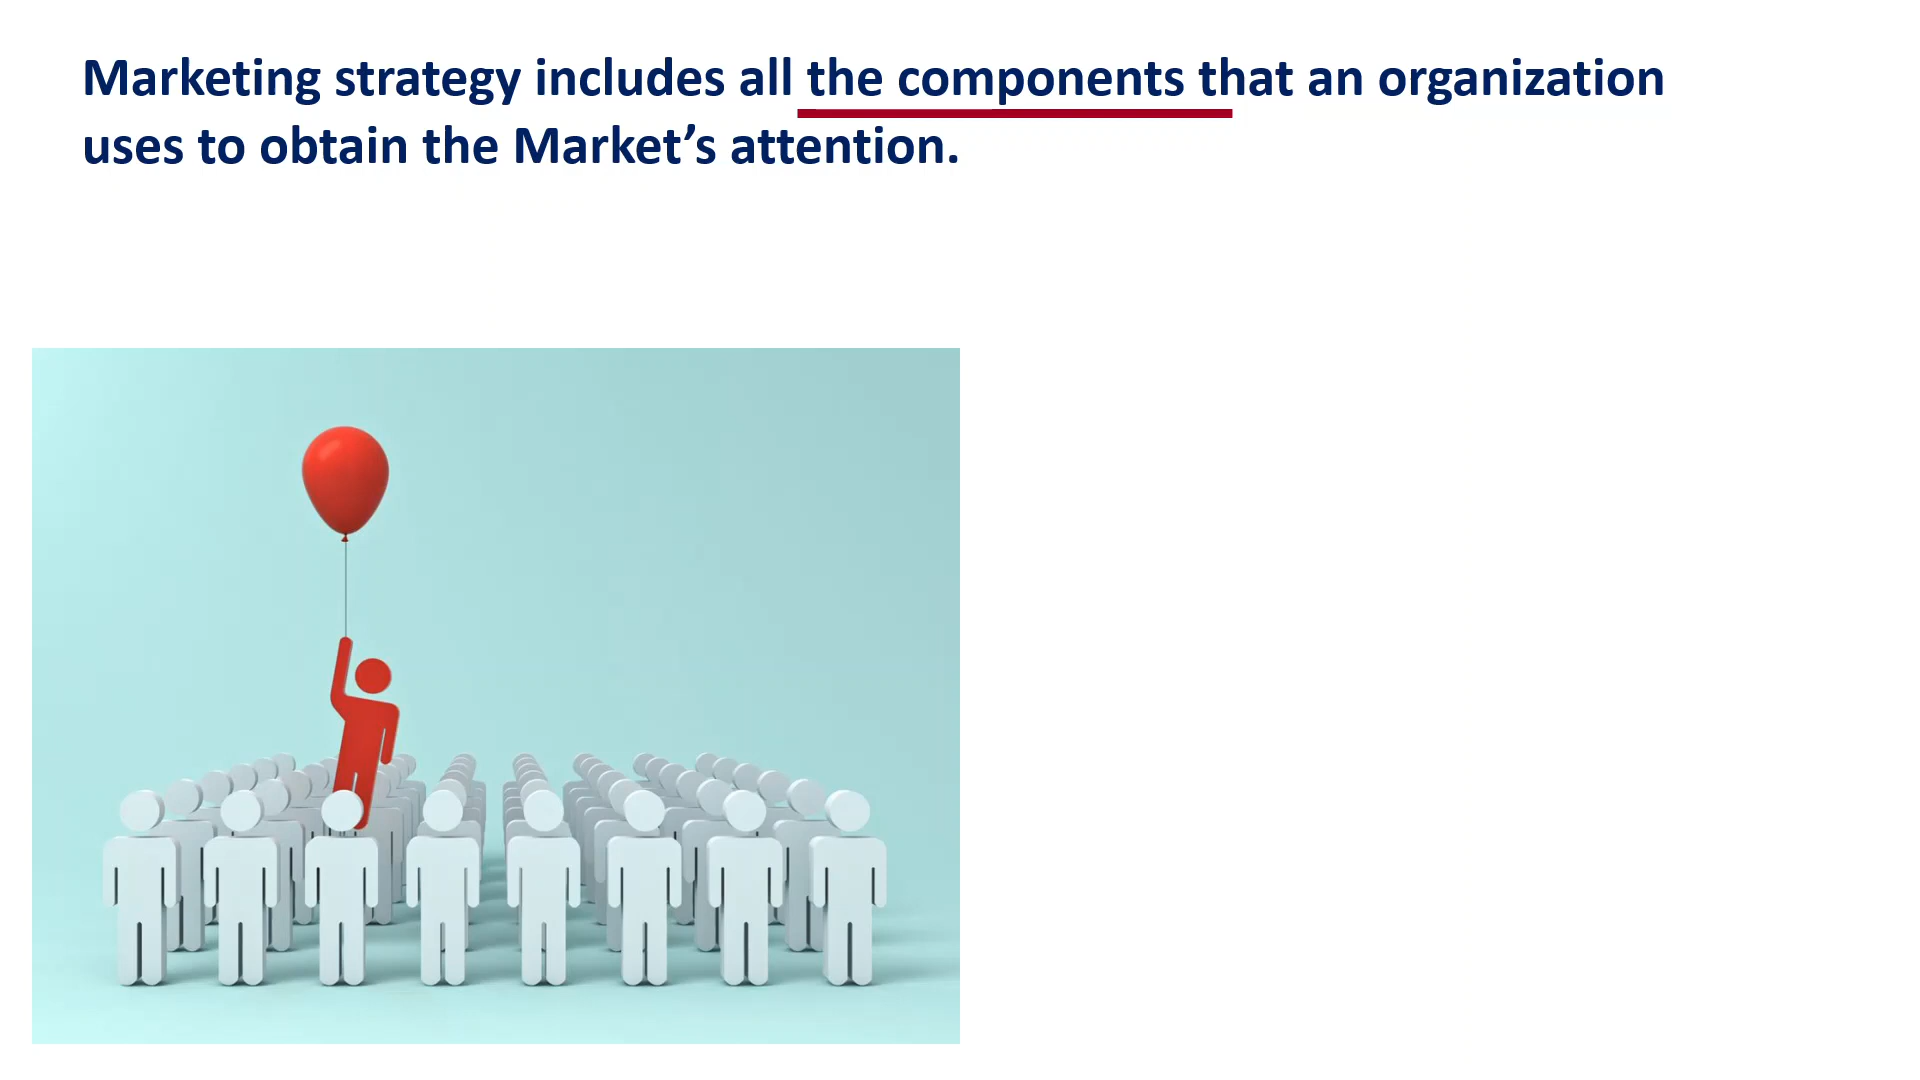 Marketing strategy includes all the components that an organization
uses to obtain the Market’s attention.